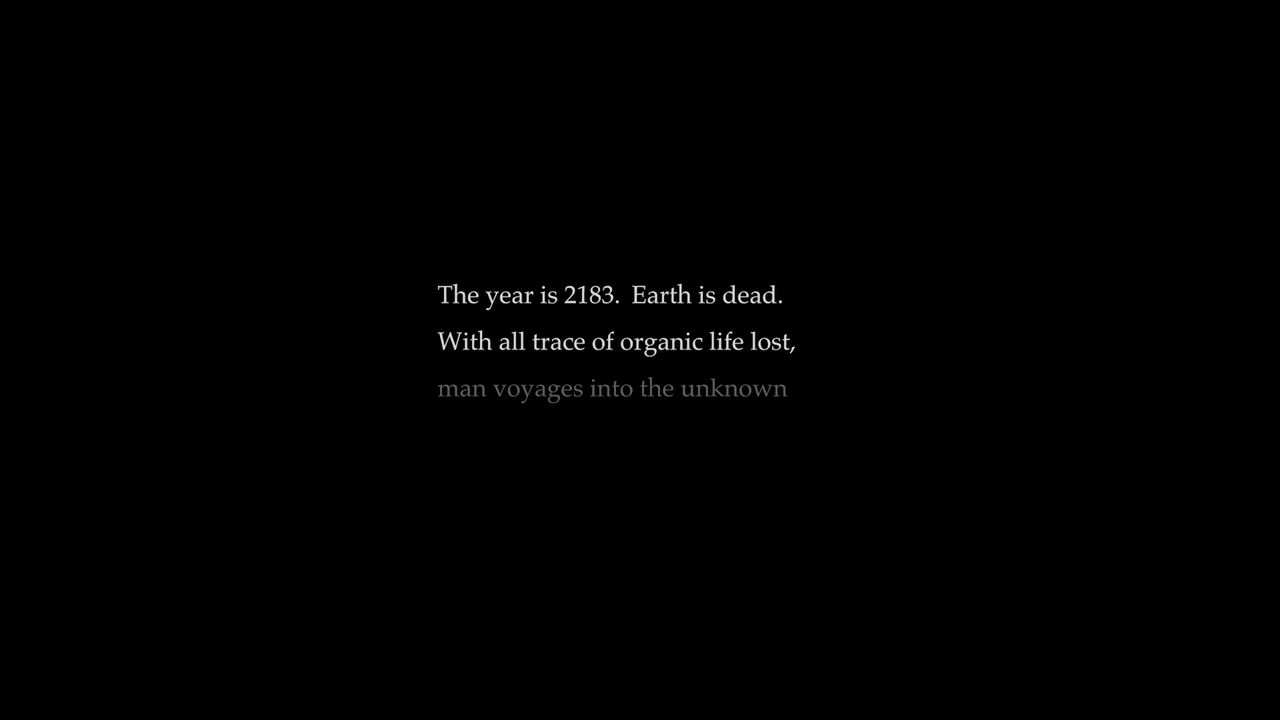 The year is 2183.  Earth is dead.
With all trace of organic life lost,
man voyages into the unknown